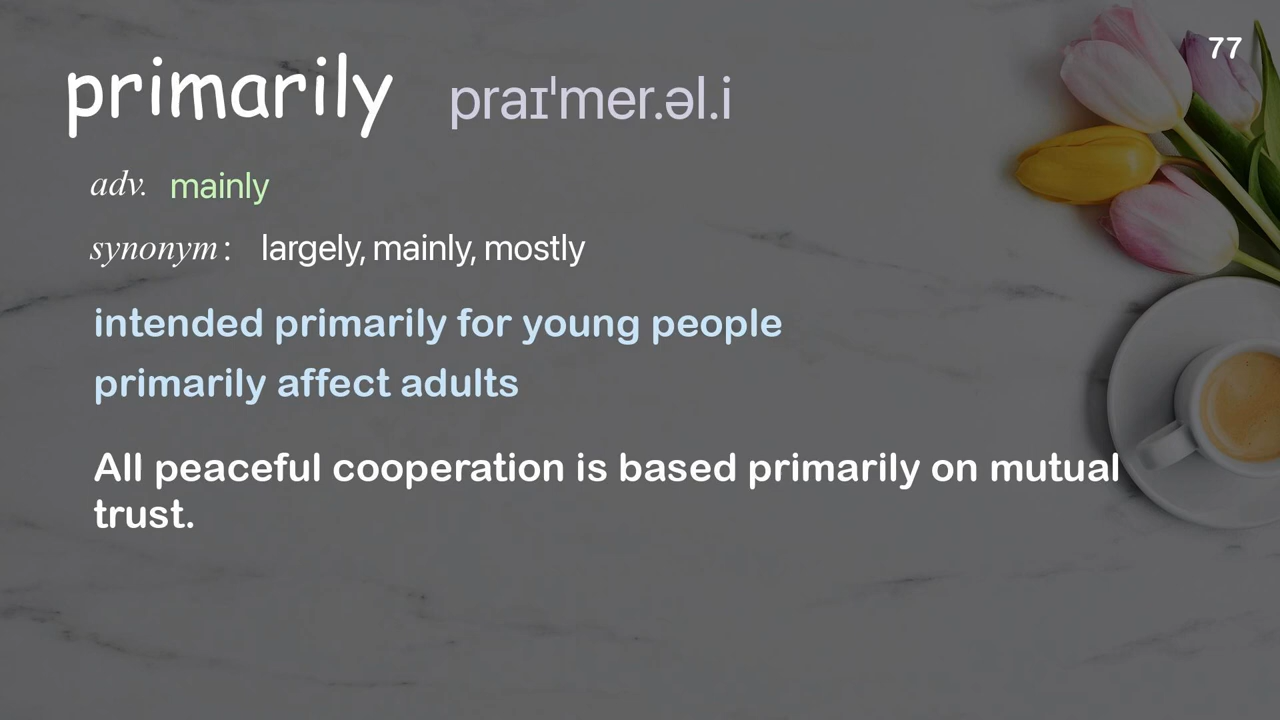 77
primarily praɪˈmer.əl.i
adv. mainly
synonym: largely, mainly, mostly
intended primarily for young people
primarily affect adults
All peaceful cooperation is based primarily on mutual
trust.